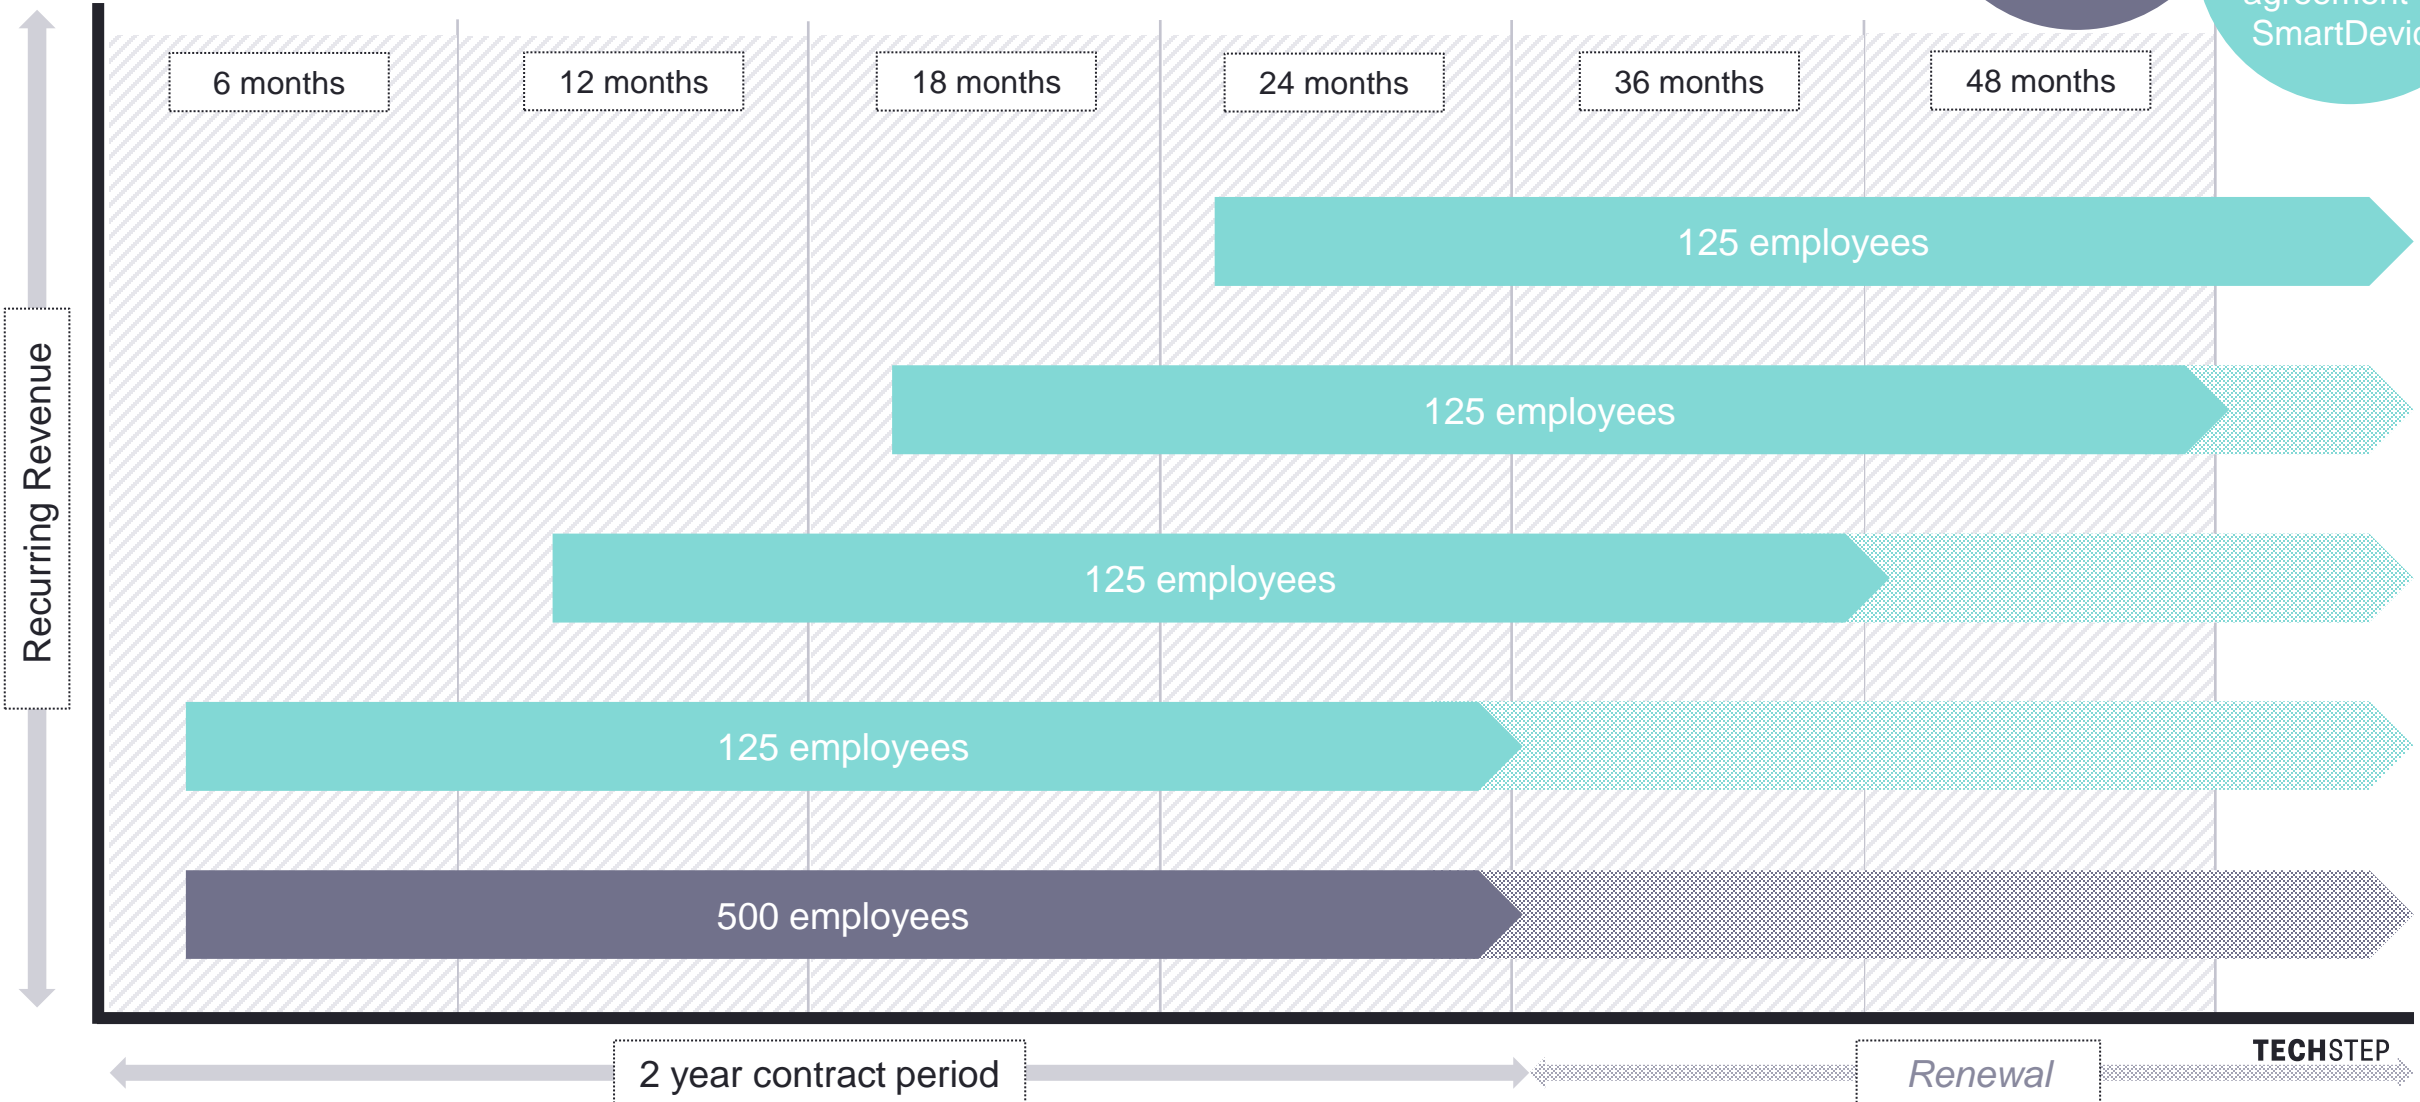 SmartDevic
6 months
12 months
18 months
24 months
36 months
48 months
125 employees
125 employees
125 employees
125 employees
500 employees
Recurring Revenue
2 year contract period
Renewal
TECHSTEP